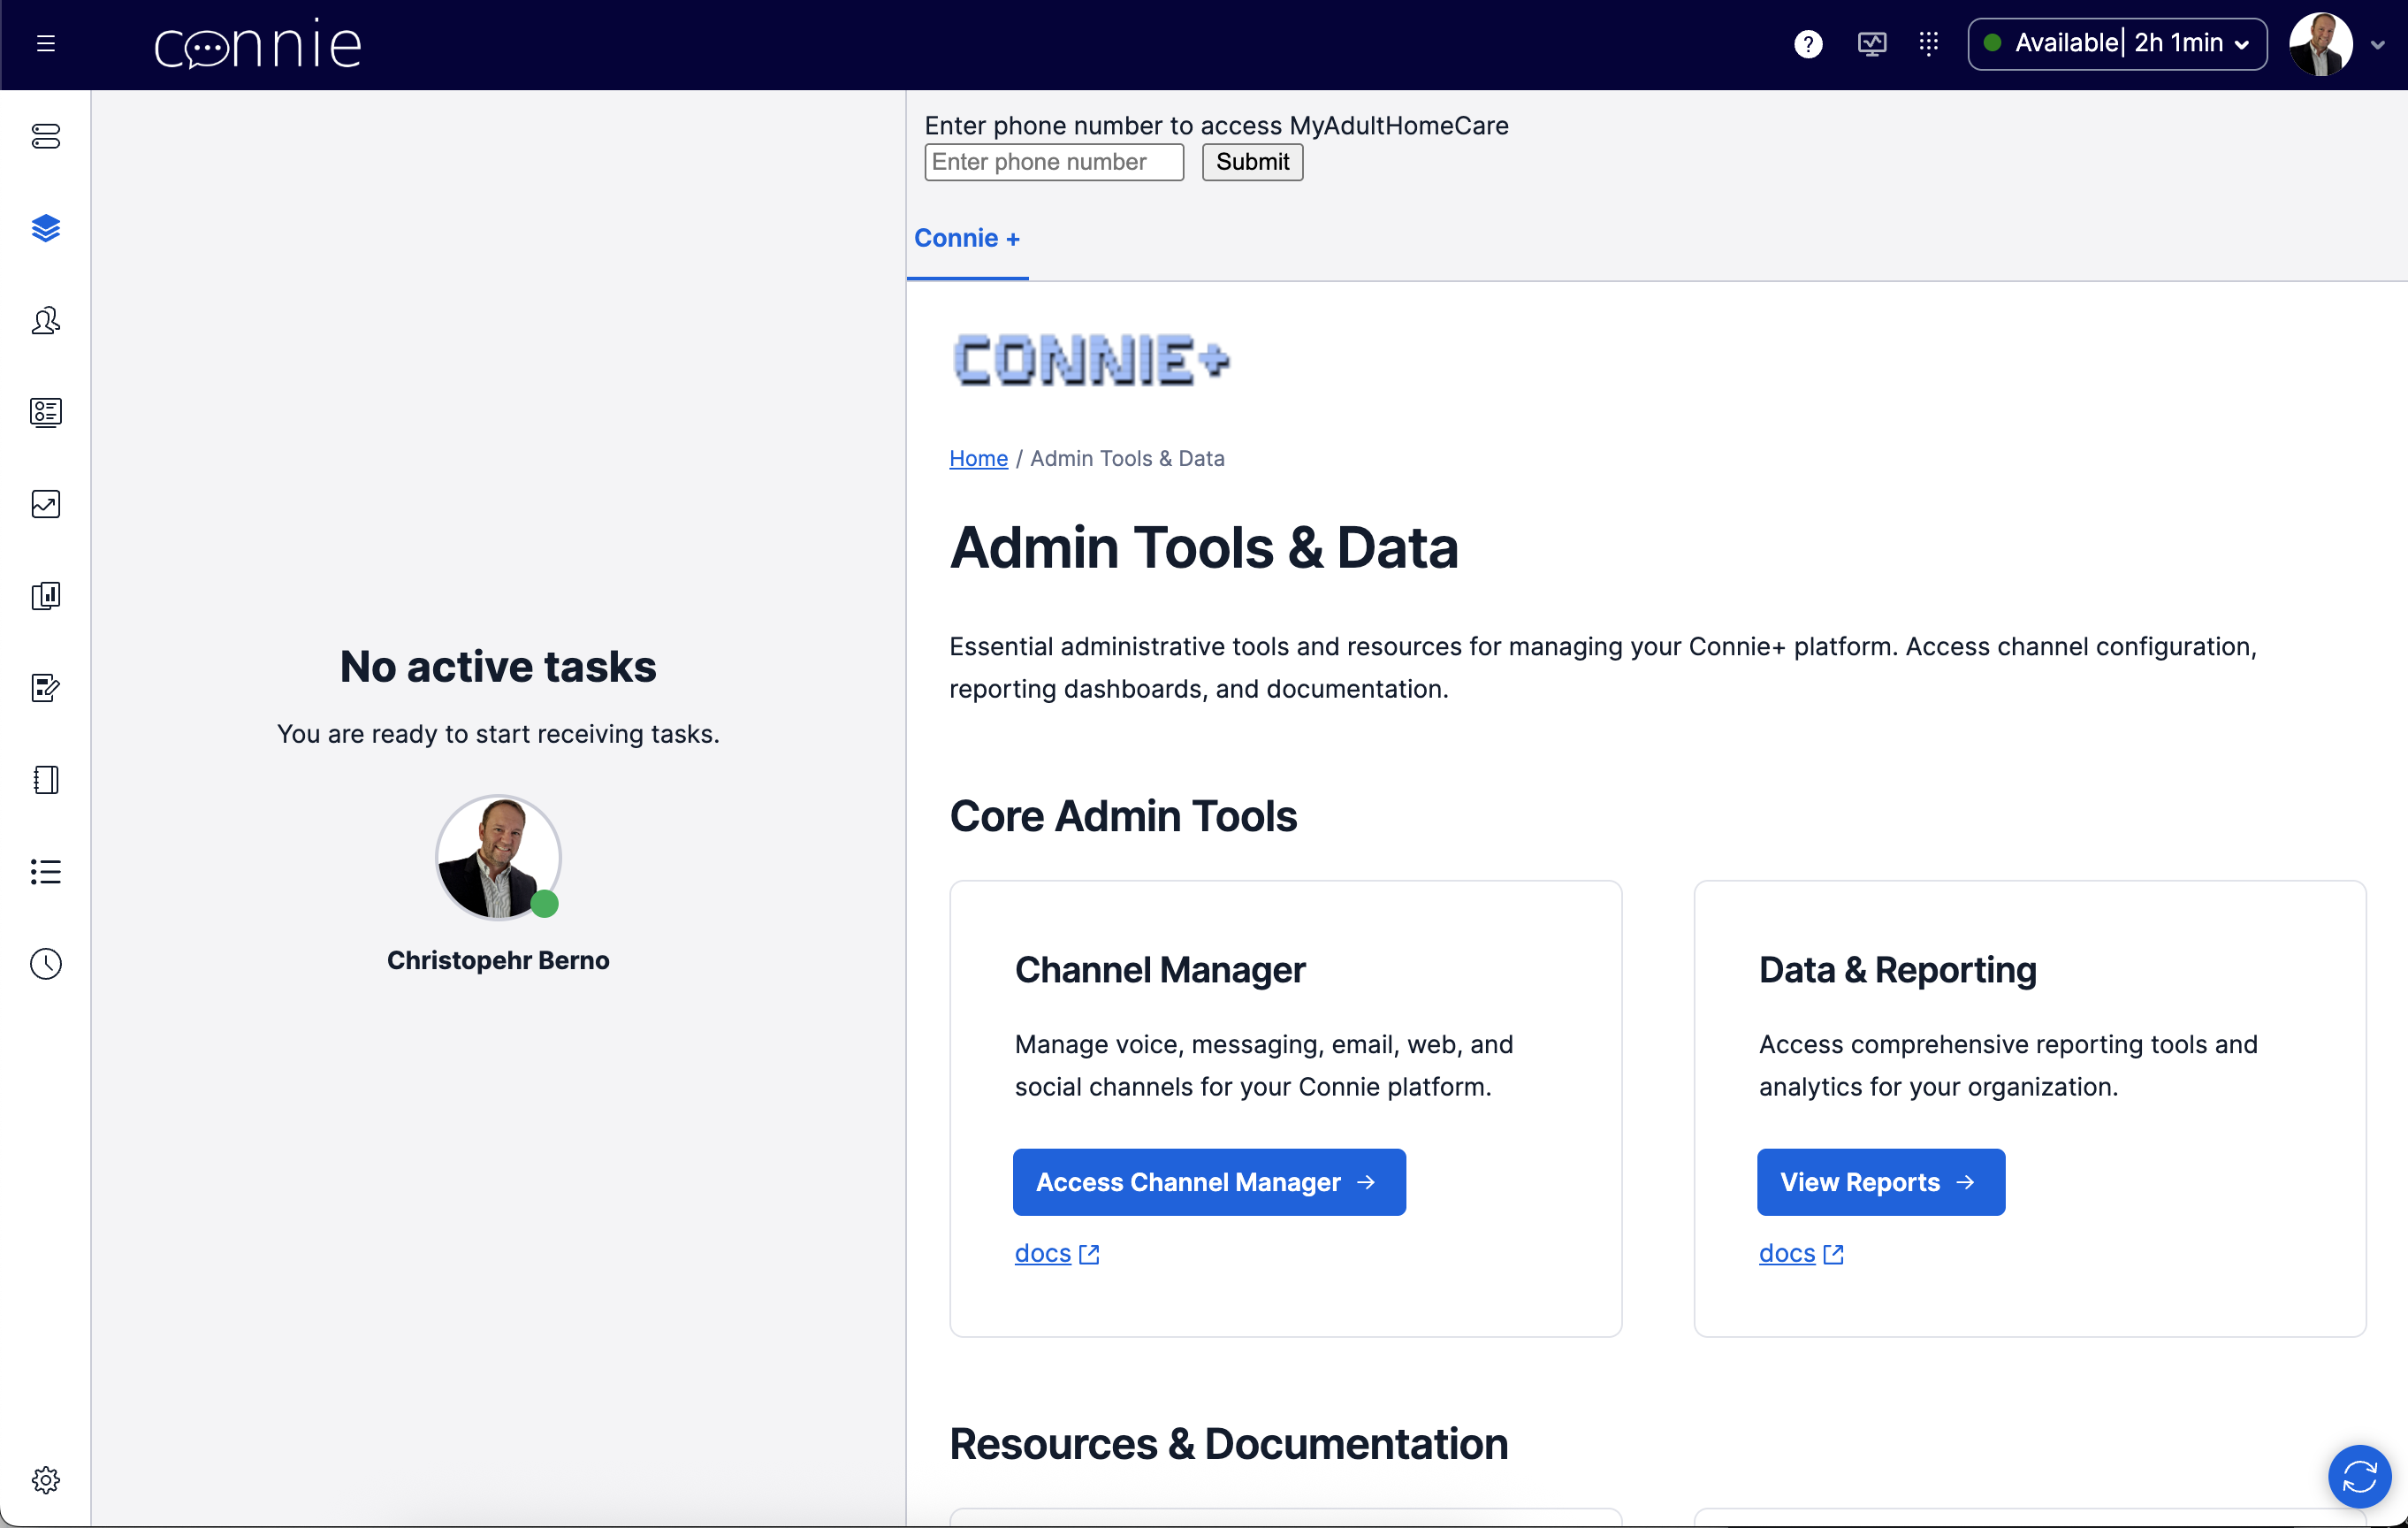 connie
?
Available| 2h 1min
Enter phone number to access MyAdultHomeCare
Enter phone number
Submit
Connie +
CONNIE+
Home / Admin Tools & Data
Admin Tools & Data
Essential administrative tools and resources for managing your Connie+ platform. Access channel configuration,
reporting dashboards, and documentation.
No active tasks
You are ready to start receiving tasks.
Christopehr Berno
Core Admin Tools
Channel Manager
Manage voice, messaging, email, web, and
social channels for your Connie platform.
Access Channel Manager →
docs
Data & Reporting
Access comprehensive reporting tools and
analytics for your organization.
View Reports →
docs
Resources & Documentation